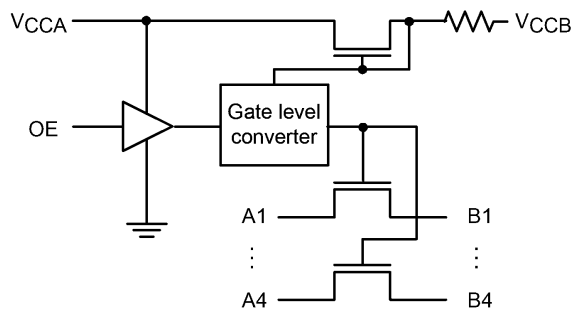 VCCA
VCCB
OE
Gate level
converter
A1
B1
⋮
⋮
A4
B4